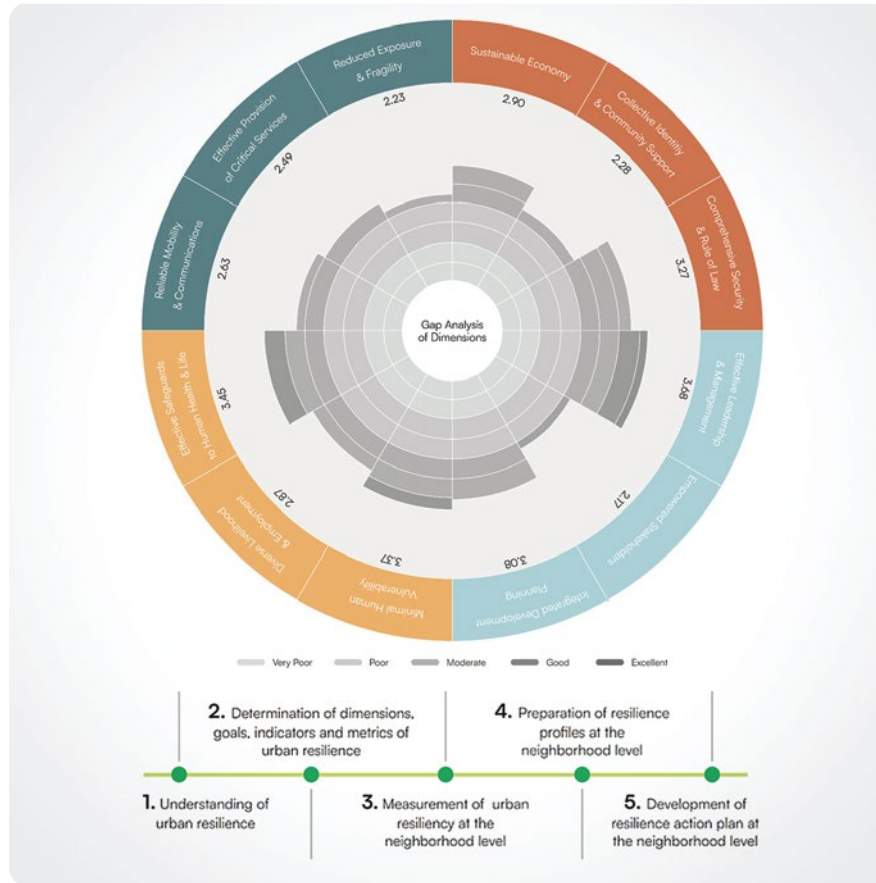 Reduced Exposure
& Fragility
2.23
Sustainable Economy
2.90
Collective Identitiy
& Community Support
2.28
Comprehensive Security
& Rule of Law
3.27
Effective Leadership
& Management
3.68
Empowered Stakeholders
2.17
Integrated Development
Planning
3.08
Minimal Human
Vulnerability
3.37
Diverse Livelihood
& Employment
2.87
Effective Safeguards
to Human Health & Life
3.45
Reliable Mobility
& Communications
2.63
Effective Provision
of Critical Services
2.49
Gap Analysis
of Dimensions
Very Poor
Poor
Moderate
Good
Excellent
2. Determination of dimensions,
goals, indicators and metrics of
urban resilience
4. Preparation of resilience
profiles at the
neighborhood level
1. Understanding of
urban resilience
3. Measurement of urban
resiliency at the
neighborhood level
5. Development of
resilience action plan at
the neighborhood level